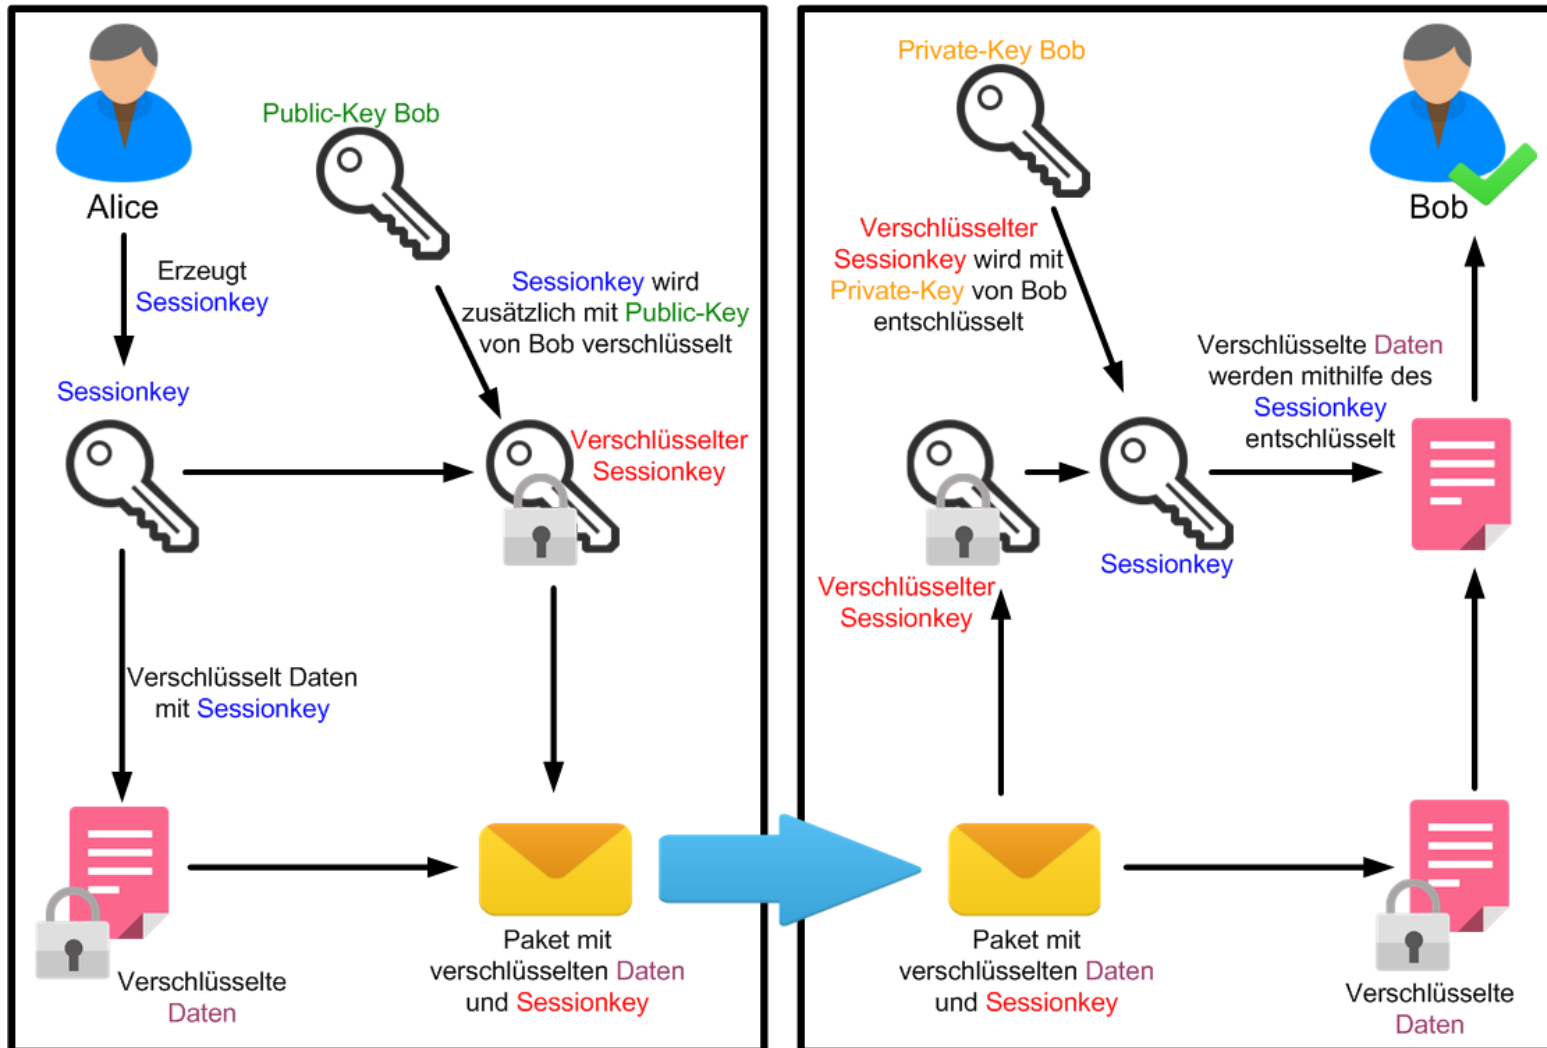 Alice
Public-Key Bob
Erzeugt
Sessionkey
Sessionkey wird
zusätzlich mit Public-Key
von Bob verschlüsselt
Sessionkey
Verschlüsselter
Sessionkey
Verschlüsselt Daten
mit Sessionkey
Verschlüsselte
Daten
Paket mit
verschlüsselten Daten
und Sessionkey
Private-Key Bob
Bob
Verschlüsselter
Sessionkey wird mit
Private-Key von Bob
entschlüsselt
Verschlüsselte Daten
werden mithilfe des
Sessionkey
entschlüsselt
Sessionkey
Verschlüsselter
Sessionkey
Paket mit
verschlüsselten Daten
und Sessionkey
Verschlüsselte
Daten